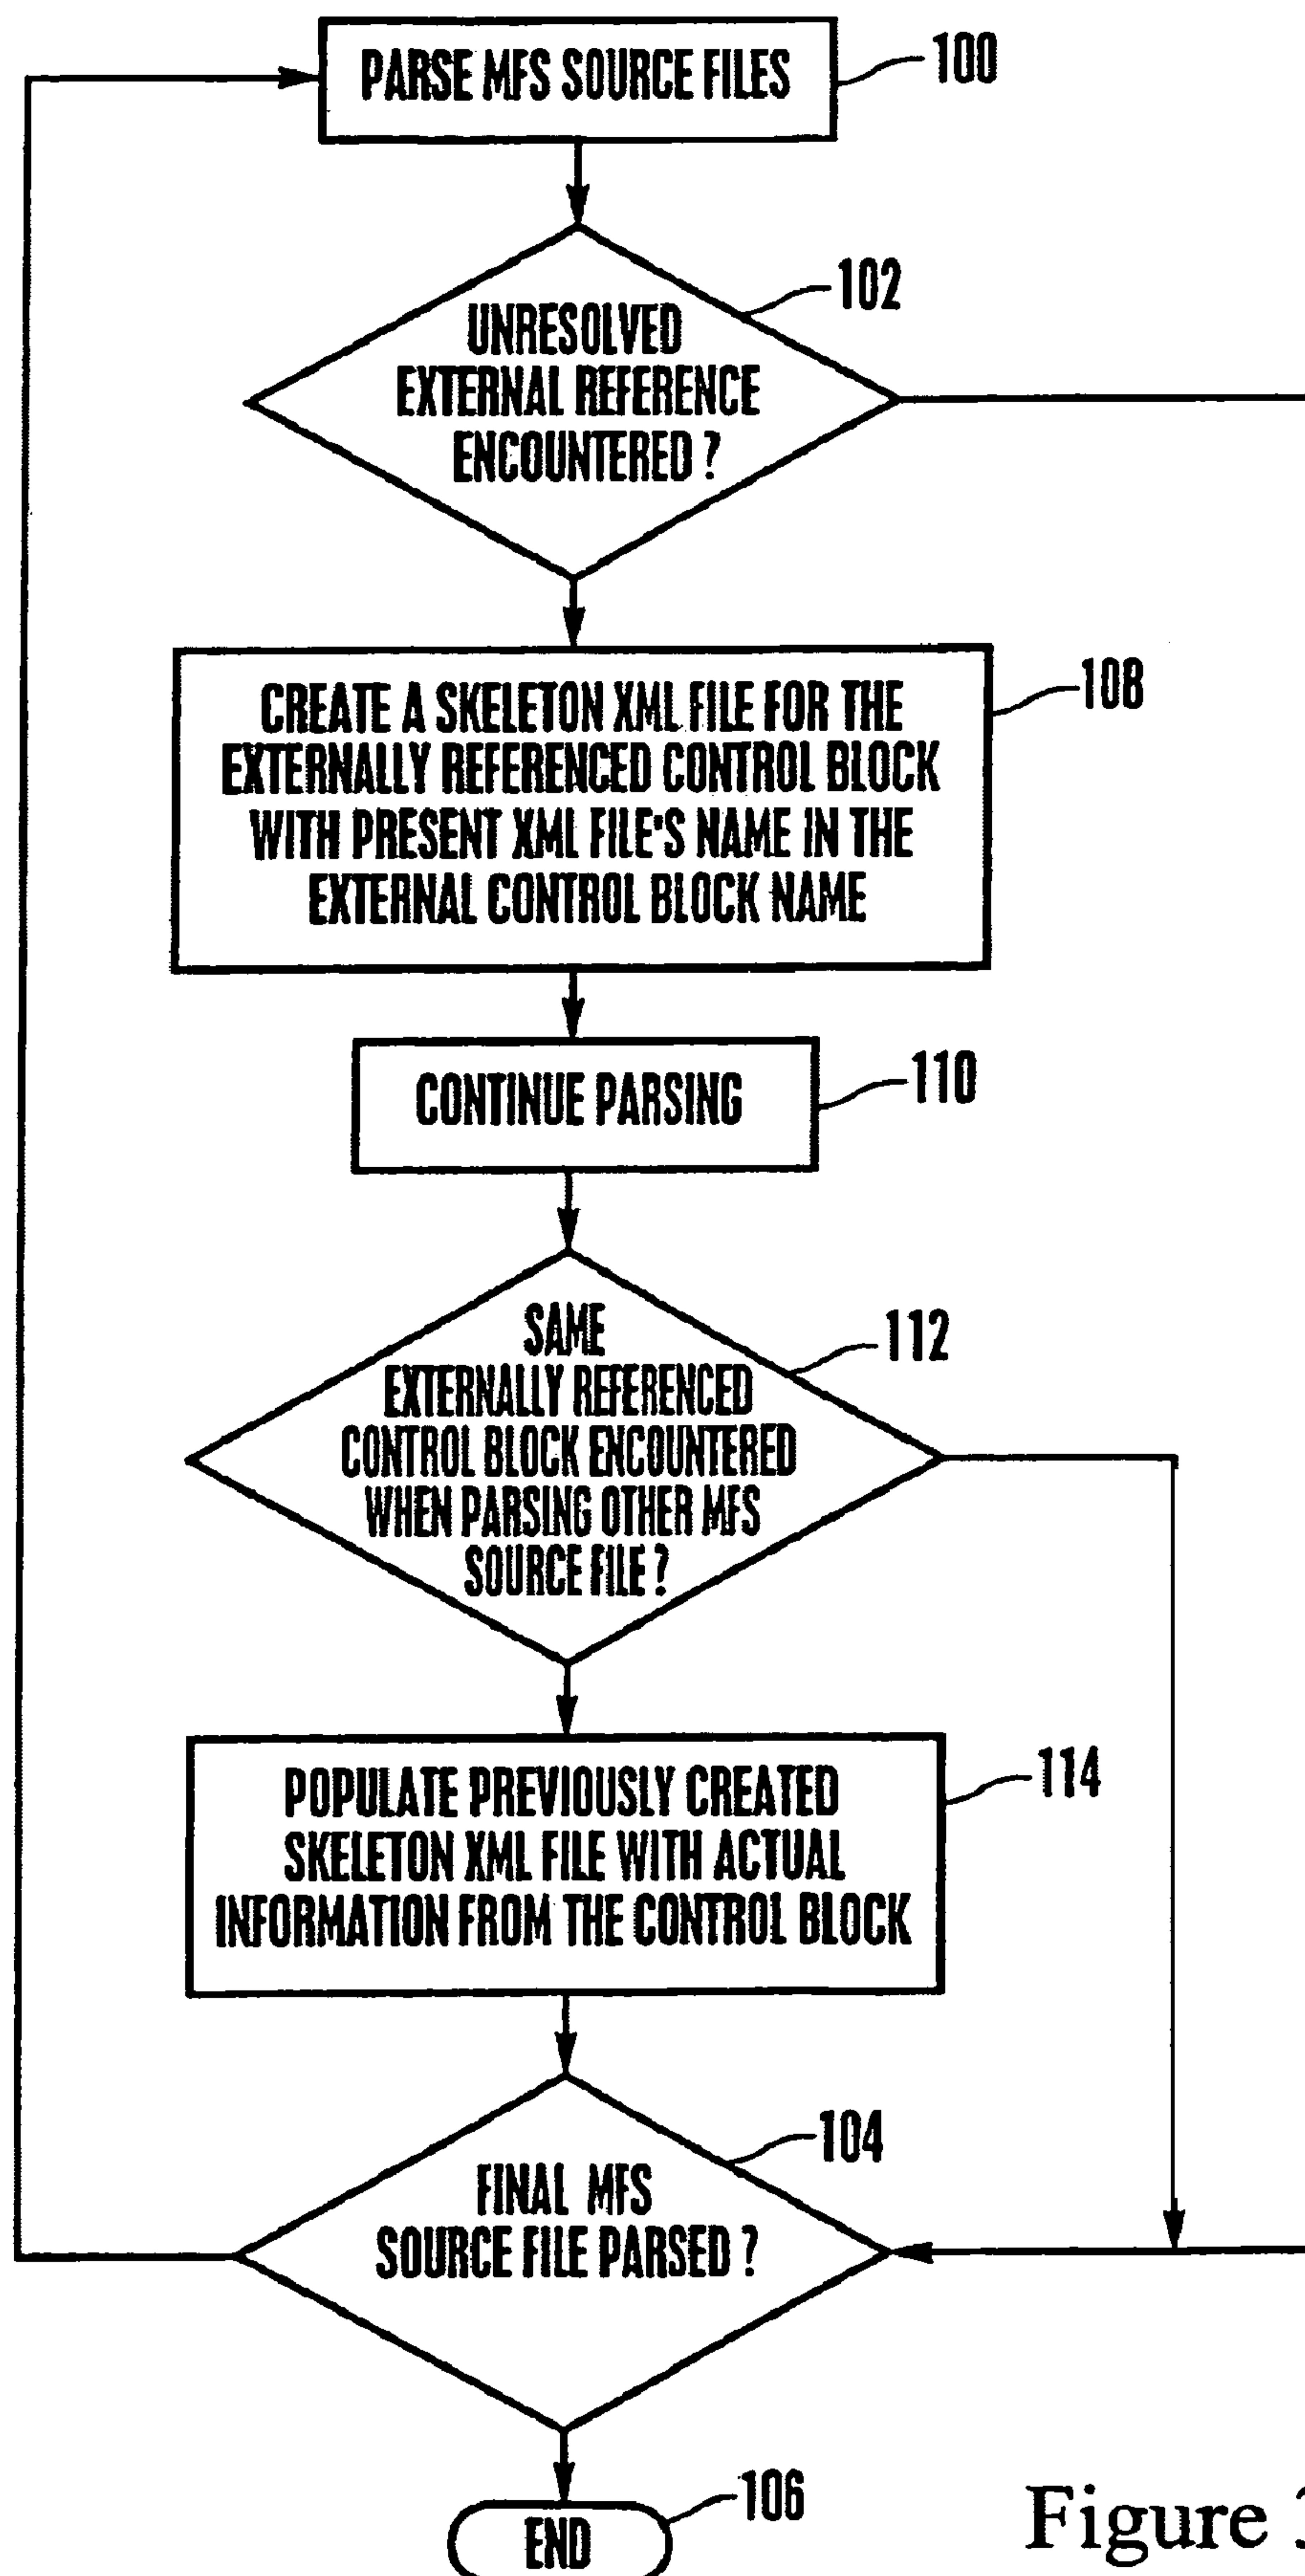 PARSE MFS SOURCE FILES
100
UNRESOLVED
EXTERNAL REFERENCE
ENCOUNTERED ?
102
CREATE A SKELETON XML FILE FOR THE
EXTERNALLY REFERENCED CONTROL BLOCK
WITH PRESENT XML FILE'S NAME IN THE
EXTERNAL CONTROL BLOCK NAME
108
CONTINUE PARSING
110
SAME
EXTERNALLY REFERENCED
CONTROL BLOCK ENCOUNTERED
WHEN PARSING OTHER MFS
SOURCE FILE ?
112
POPULATE PREVIOUSLY CREATED
SKELETON XML FILE WITH ACTUAL
INFORMATION FROM THE CONTROL BLOCK
114
FINAL MFS
SOURCE FILE PARSED ?
104
END
106
Figure 3